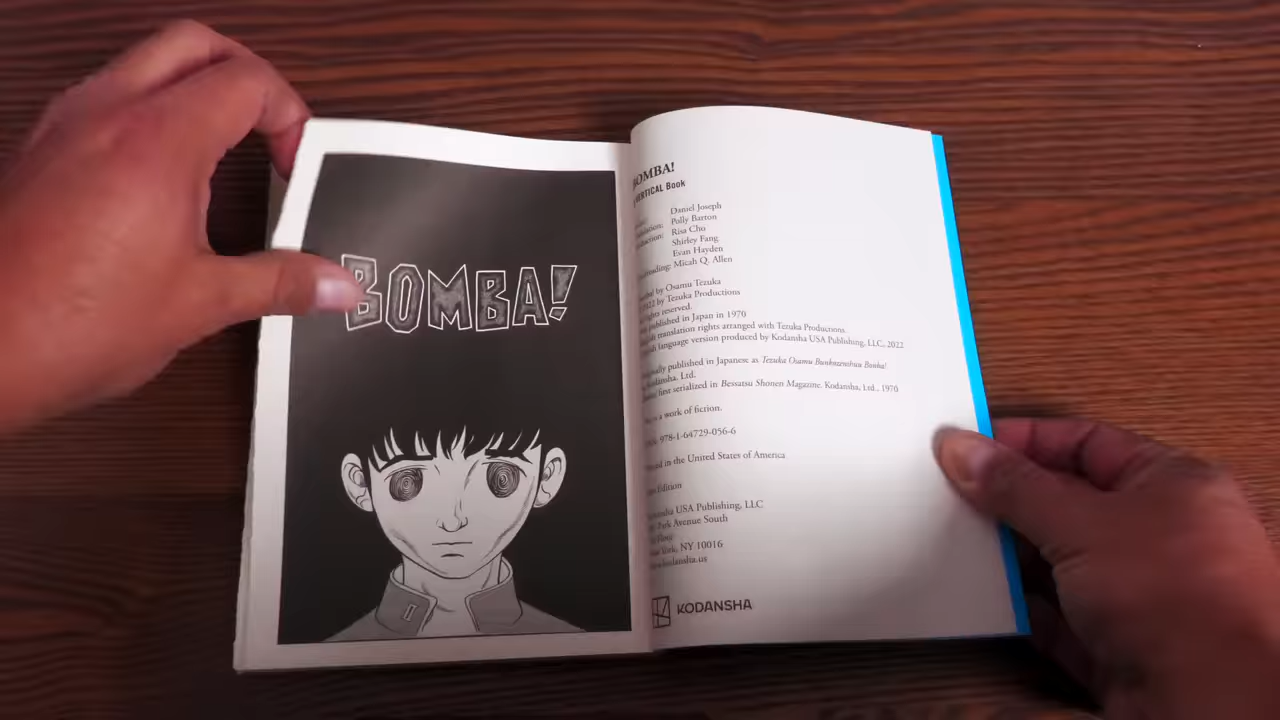 BOMBA!
BOMBA!
VERTICAL Book
Daniel Joseph
Polly Barton
Risa Cho
Shirley Fang
Evan Hayden
Micah Q. Allen
by Osamu Tezuka
2022 by Tezuka Productions
rights reserved.
published in Japan in 1970
translation rights arranged with Tezuka Productions.
language version produced by Kodansha USA Publishing, LLC, 2022
published in Japanese as Tezuka Osamu Bunkozenshuu Bonba!
Kodansha, Ltd.
first serialized in Bessatsu Shonen Magazine, Kodansha, Ltd., 1970
is a work of fiction.
978-1-64729-056-6
in the United States of America
Edition
Kodansha USA Publishing, LLC
Park Avenue South
Floor
York, NY 10016
KODANSHA